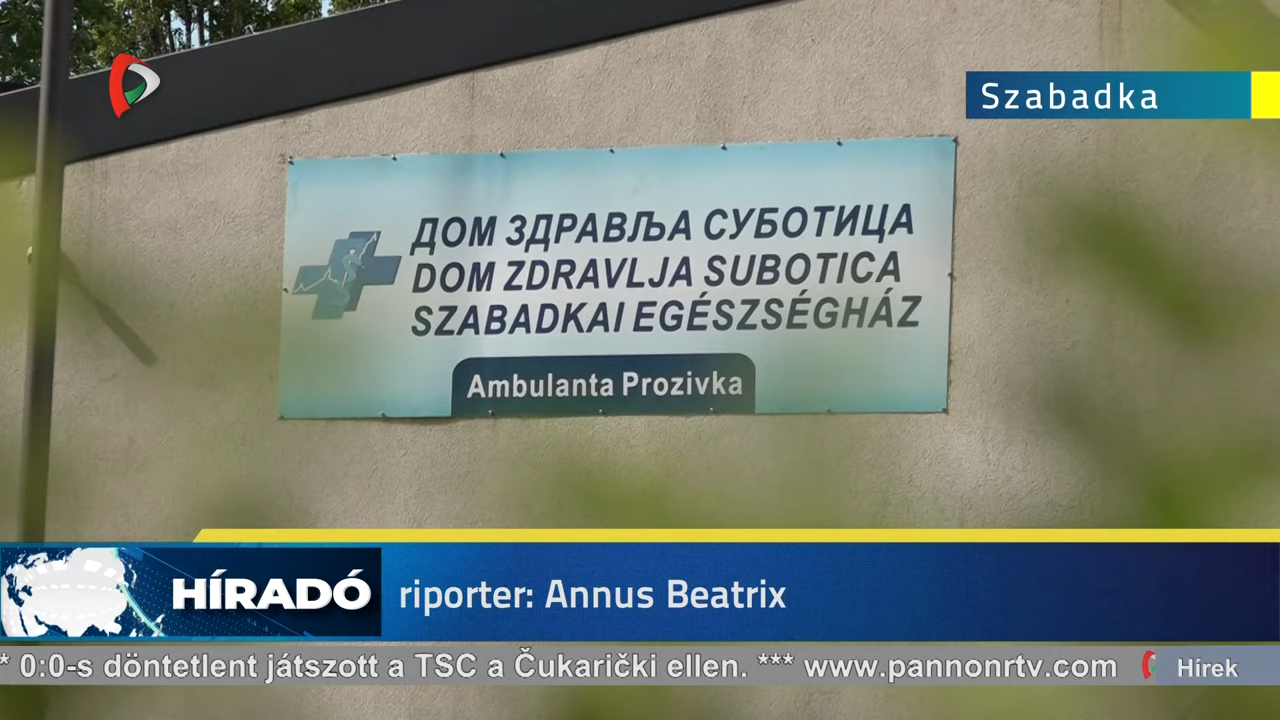 Szabadka
ДОМ ЗДРАВЉА СУБОТИЦА
DOM ZDRAVLJA SUBOTICA
SZABADKAI EGÉSZSÉGHÁZ
Ambulanta Prozivka
HÍRADÓ
riporter: Annus Beatrix
* 0:0-s döntetlent játszott a TSC a Čukarički ellen. *** www.pannonrtv.com
Hírek